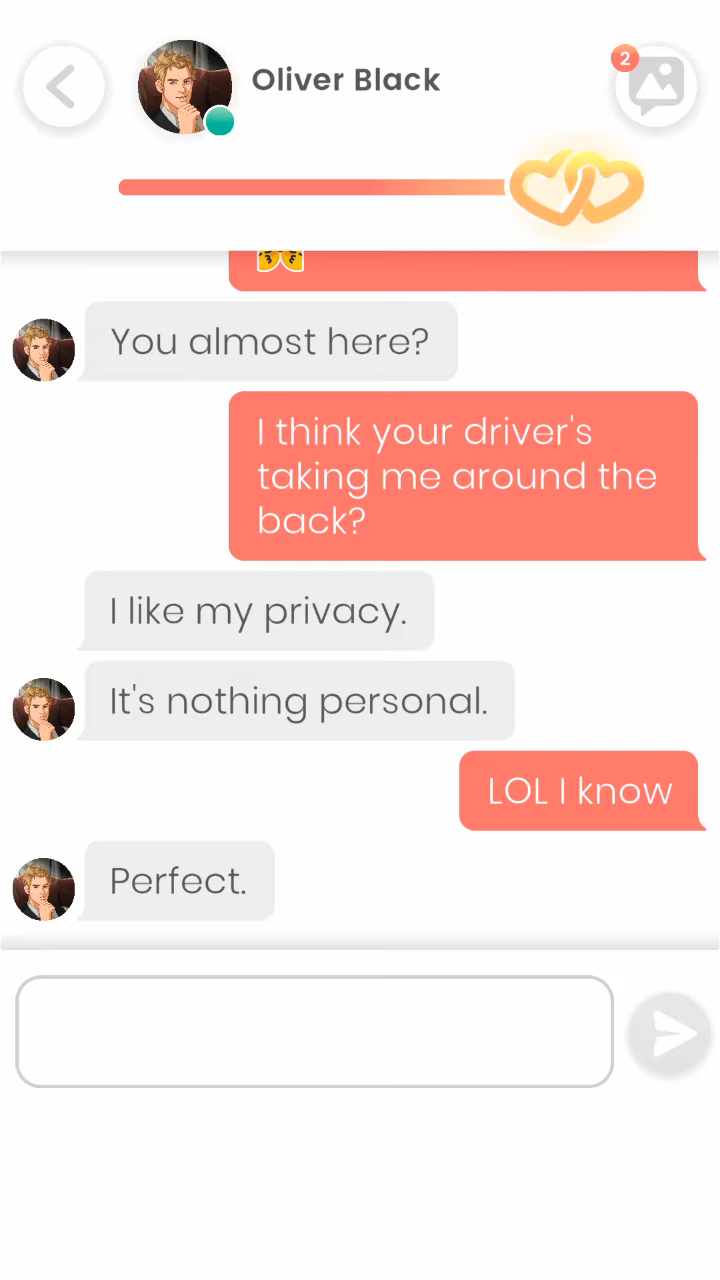 Oliver Black
2
You almost here?
I think your driver's
taking me around the
back?
I like my privacy.
It's nothing personal.
LOL I know
Perfect.